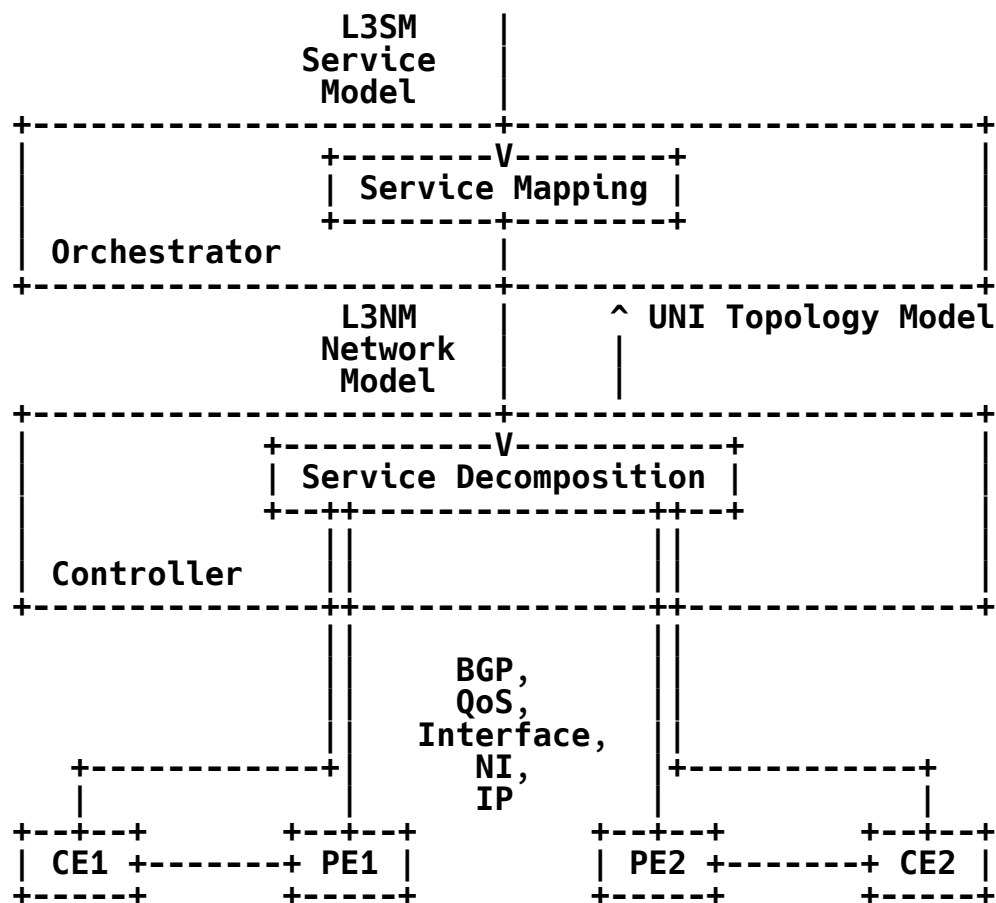 L3SM
Service
Model
Service Mapping
Orchestrator
L3NM ^ UNI Topology Model
Network
Model
V
Service Decomposition
Controller
BGP,
QoS,
Interface,
NI,
IP
CE1 PE1 PE2 CE2